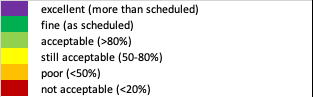 excellent (more than scheduled)
fine (as scheduled)
acceptable (>80%)
still acceptable (50-80%)
poor (<50%)
not acceptable (<20%)